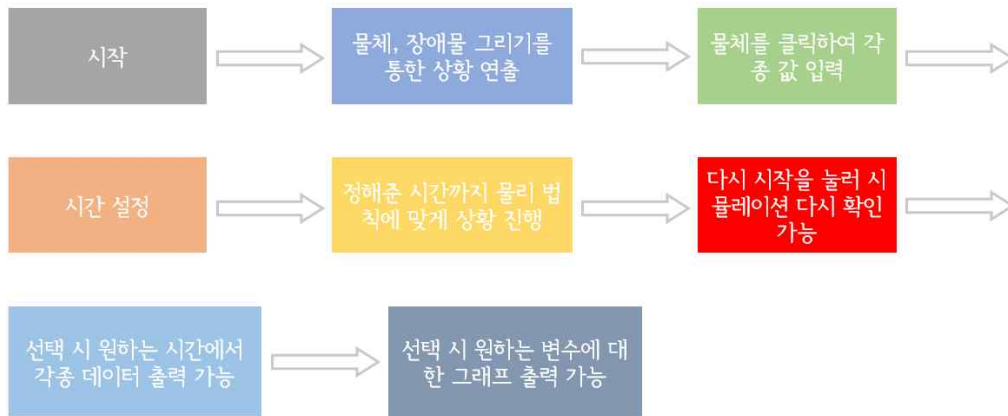 시작
물체, 장애물 그리기를
통한 상황 연출
물체를 클릭하여 각
종 값 입력
시간 설정
정해준 시간까지 물리 법
칙에 맞게 상황 진행
다시 시작을 눌러 시
뮬레이션 다시 확인
가능
선택 시 원하는 시간에서
각종 데이터 출력 가능
선택 시 원하는 변수에 대
한 그래프 출력 가능